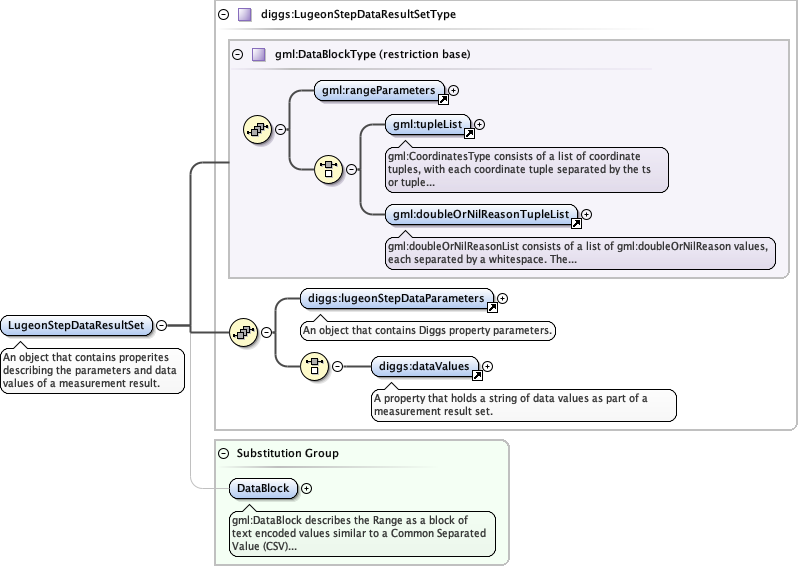 diggs:LugeonStepDataResultSetType
gml:DataBlockType (restriction base)
gml:rangeParameters
gml:tupleList
gml:CoordinatesType consists of a list of coordinate
tuples, with each coordinate tuple separated by the ts
or tuple...
gml:doubleOrNilReasonTupleList
gml:doubleOrNilReasonList consists of a list of gml:doubleOrNilReason values,
each separated by a whitespace. The...
LugeonStepDataResultSet
An object that contains properites
describing the parameters and data
values of a measurement result.
diggs:lugeonStepDataParameters
An object that contains Diggs property parameters.
diggs:dataValues
A property that holds a string of data values as part of a
measurement result set.
Substitution Group
DataBlock
gml:DataBlock describes the Range as a block of
text encoded values similar to a Common Separated
Value (CSV)...